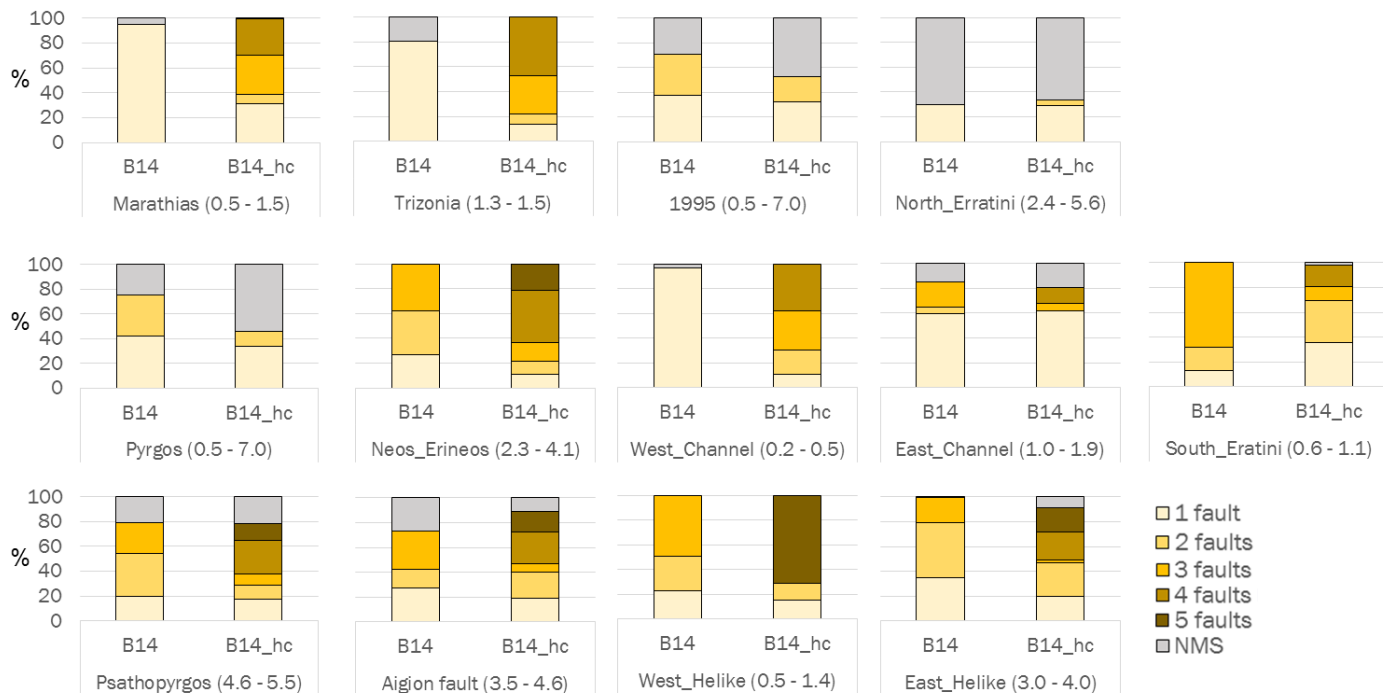 100
80
60
40
20
0
%
B14 B14_hc
Marathias (0.5 - 1.5)
B14 B14_hc
Trizonia (1.3 - 1.5)
B14 B14_hc
1995 (0.5 - 7.0)
B14 B14_hc
North_Erratini (2.4 - 5.6)
100
80
60
40
20
0
%
B14 B14_hc
Pyrgos (0.5 - 7.0)
B14 B14_hc
Neos_Erineos (2.3 - 4.1)
B14 B14_hc
West_Channel (0.2 - 0.5)
B14 B14_hc
East_Channel (1.0 - 1.9)
B14 B14_hc
South_Eratini (0.6 - 1.1)
100
80
60
40
20
0
%
B14 B14_hc
Psathopyrgos (4.6 - 5.5)
B14 B14_hc
Aigion fault (3.5 - 4.6)
B14 B14_hc
West_Helike (0.5 - 1.4)
B14 B14_hc
East_Helike (3.0 - 4.0)
1 fault
2 faults
3 faults
4 faults
5 faults
NMS